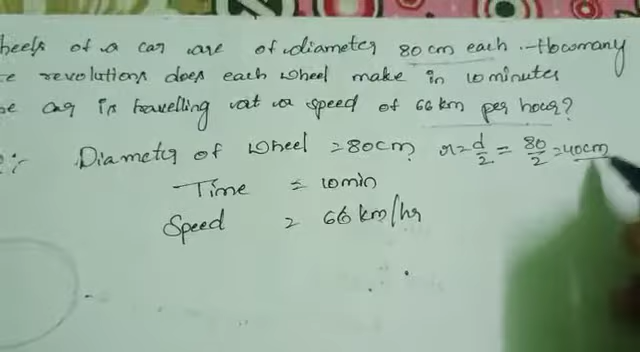 heels of a car are of diameter 80 cm each. How many
te revolutions does each wheel make in 10 minutes
he car is travelling at a speed of 66 km per hour?
Diameter of wheel = 80cm r = d/2 = 80/2 = 40cm
Time = 10min
Speed = 66 km/hr